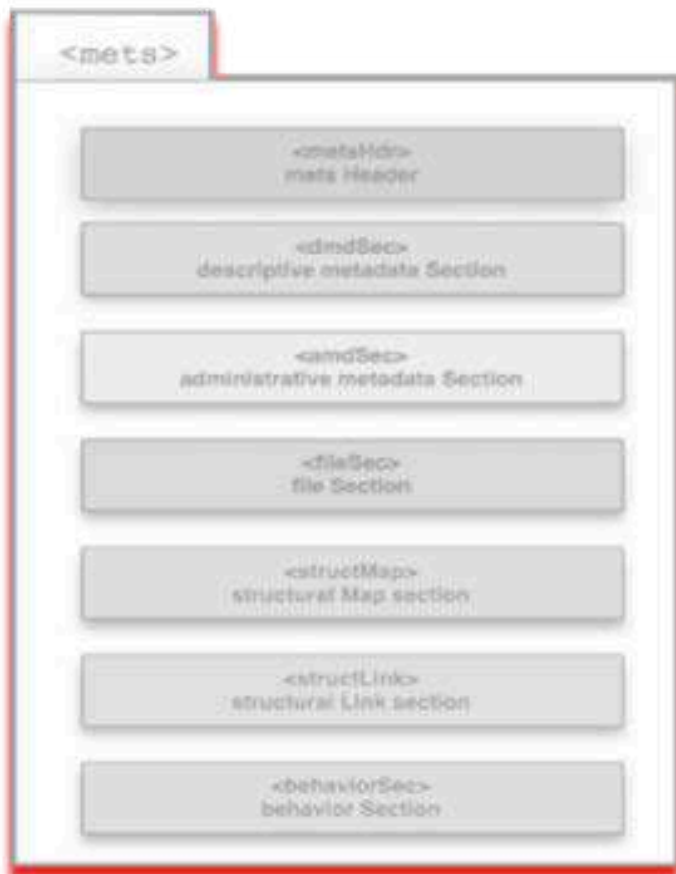 <mets>
<metsHdr>
mets Header
<dmdSec>
descriptive metadata Section
<amdSec>
administrative metadata Section
<fileSec>
file Section
<structMap>
structural Map section
<structLink>
structural Link section
<behaviorSec>
behavior Section